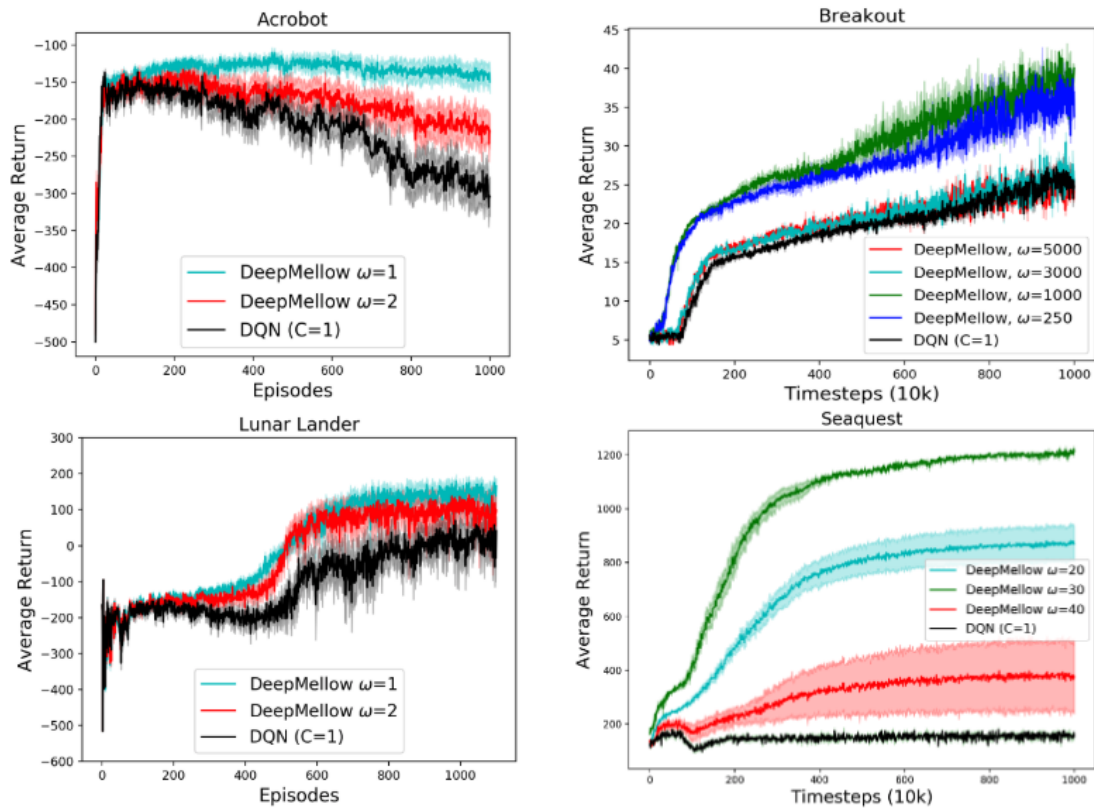 Acrobot
Average Return
−100
−150
−200
−250
−300
−350
−400
−450
−500
DeepMellow ω=1
DeepMellow ω=2
DQN (C=1)
0
200
400
600
800
1000
Episodes
Breakout
Average Return
45
40
35
30
25
20
15
10
5
DeepMellow, ω=5000
DeepMellow, ω=3000
DeepMellow, ω=1000
DeepMellow, ω=250
DQN (C=1)
0
200
400
600
800
1000
Timesteps (10k)
Lunar Lander
Average Return
300
200
100
0
−100
−200
−300
−400
−500
−600
DeepMellow ω=1
DeepMellow ω=2
DQN (C=1)
0
200
400
600
800
1000
Episodes
Seaquest
Average Return
1200
1000
800
600
400
200
DeepMellow ω=20
DeepMellow ω=30
DeepMellow ω=40
DQN (C=1)
0
200
400
600
800
1000
Timesteps (10k)